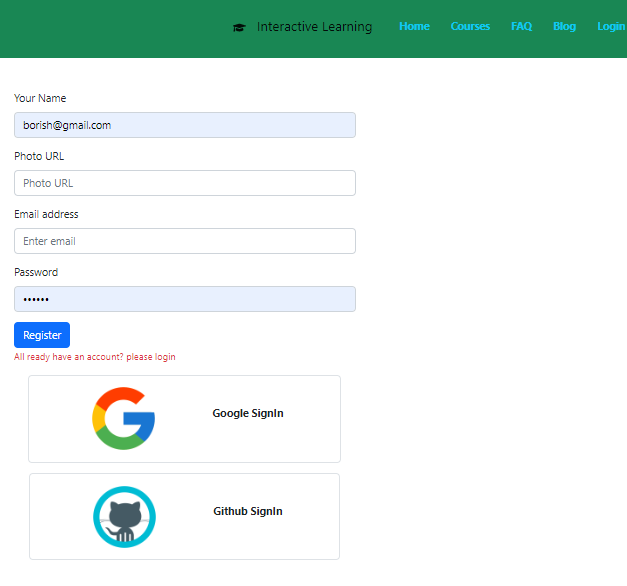 Interactive Learning Home Courses FAQ Blog Login
Your Name
borish@gmail.com
Photo URL
Photo URL
Email address
Enter email
Password
••••••
Register
All ready have an account? please login
Google SignIn
Github SignIn